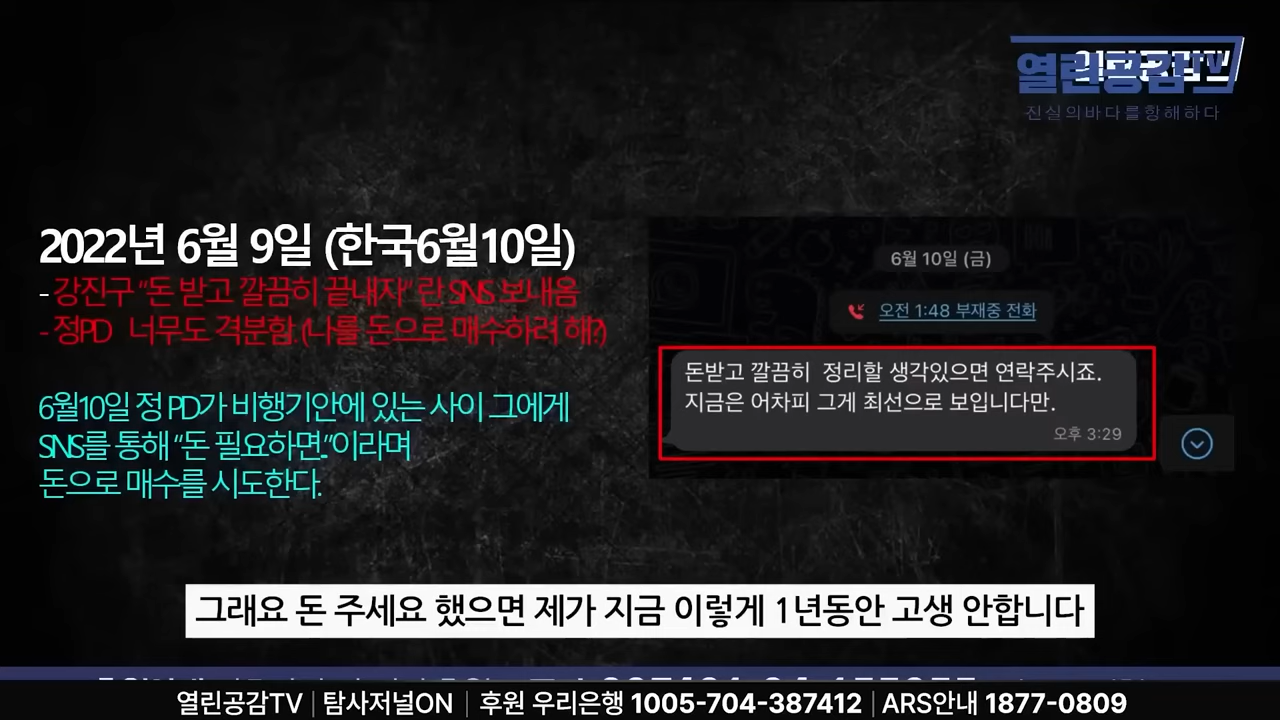 열린공감TV
진실의바다를항해하다
2022년 6월 9일 (한국6월10일)
- 강진구 “돈 받고 깔끔히 끝내자” 란 SNS 보내옴
- 정PD 너무도 격분함. (나를 돈으로 매수하려 해?)
6월10일 정 PD가 비행기안에 있는 사이 그에게
SNS를 통해 “돈 필요하면..”이라며
돈으로 매수를 시도한다.
6월 10일 (금)
오전 1:48 부재중 전화
돈받고 깔끔히 정리할 생각있으면 연락주시죠.
지금은 어차피 그게 최선으로 보입니다만.
오후 3:29
그래요 돈 주세요 했으면 제가 지금 이렇게 1년동안 고생 안합니다
열린공감TV | 탐사저널ON | 후원 우리은행 1005-704-387412 | ARS안내 1877-0809